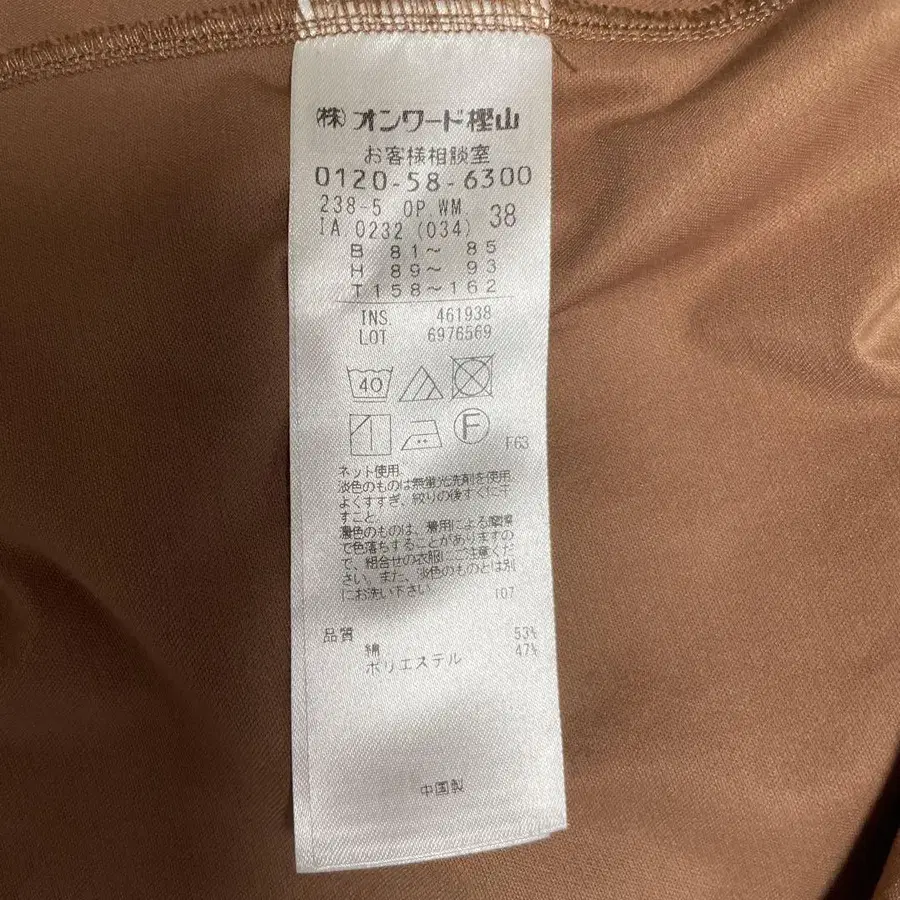 ㈱オンワード樫山
お客様相談室
0120-58-6300
238-5 OP WM 38
IA 0232 (034)
B 81～ 85
H 89～ 93
T 158～162
INS. 461938
LOT 6976569
40
F
F63
ネット使用
淡色のものは無蛍光洗剤を使用
よくすすぎ、絞りの後すぐに干
すこと。
濃色のものは、着用による摩擦
で色落ちすることがありますの
で、組合せの衣服にご注意くだ
さい。また、淡色のものとは別
にお洗い下さい
107
品質
綿 53%
ポリエステル 47%
中国製